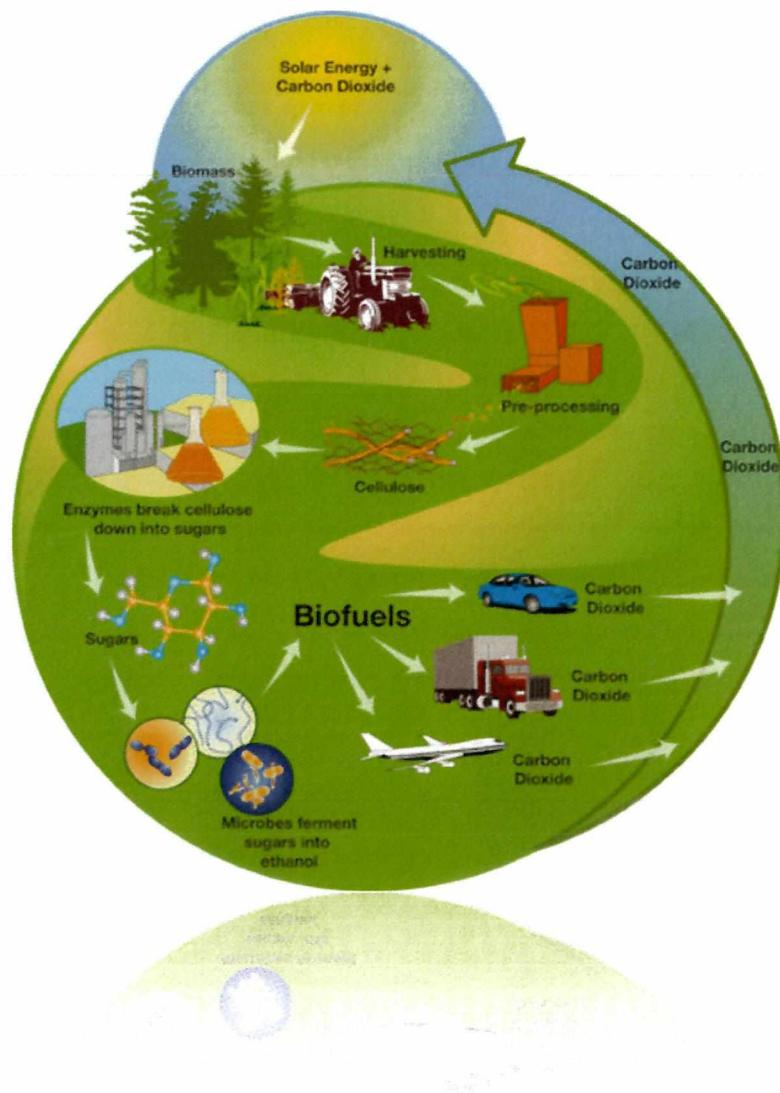 Solar Energy +
Carbon Dioxide
Biomass
Harvesting
Carbon
Dioxide
Pre-processing
Cellulose
Carbon
Dioxide
Enzymes break cellulose
down into sugars
Sugars
Biofuels
Carbon
Dioxide
Carbon
Dioxide
Carbon
Dioxide
Microbes ferment
sugars into
ethanol